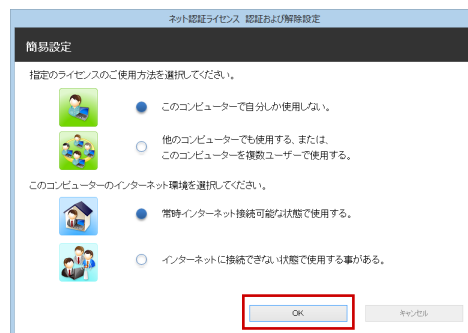 ネット認証ライセンス 認証および解除設定
簡易設定
指定のライセンスのご使用方法を選択してください。
このコンピューターで自分しか使用しない。
他のコンピューターでも使用する、または、
このコンピューターを複数ユーザーで使用する。
このコンピューターのインターネット環境を選択してください。
常時インターネット接続可能な状態で使用する。
インターネットに接続できない状態で使用する事がある。
OK
キャンセル